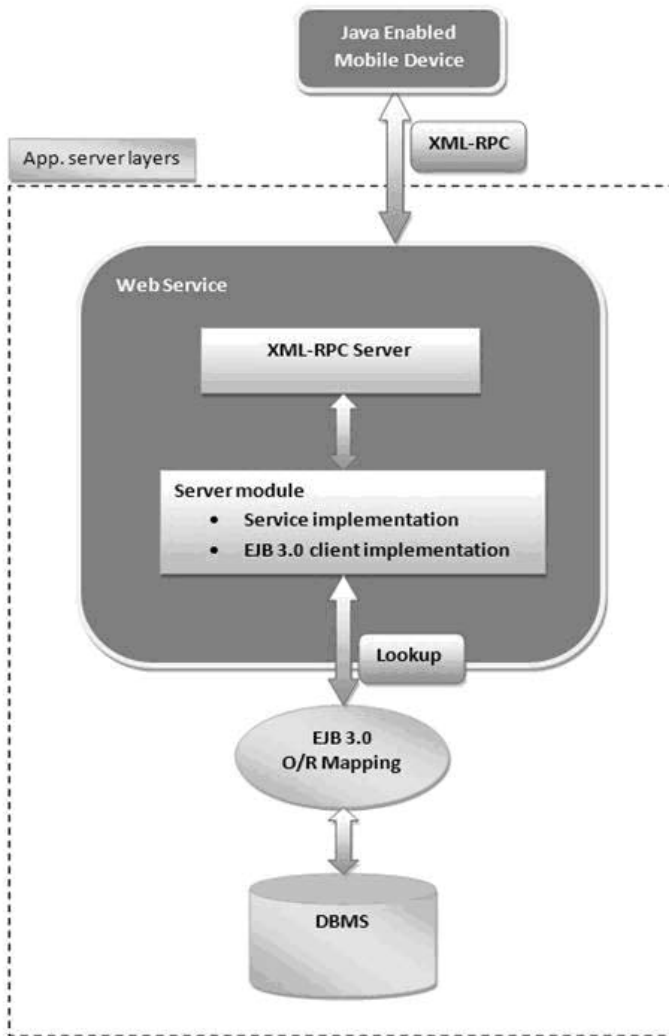 Java Enabled
Mobile Device
XML-RPC
App. server layers
Web Service
XML-RPC Server
Server module
• Service implementation
• EJB 3.0 client implementation
Lookup
EJB 3.0
O/R Mapping
DBMS